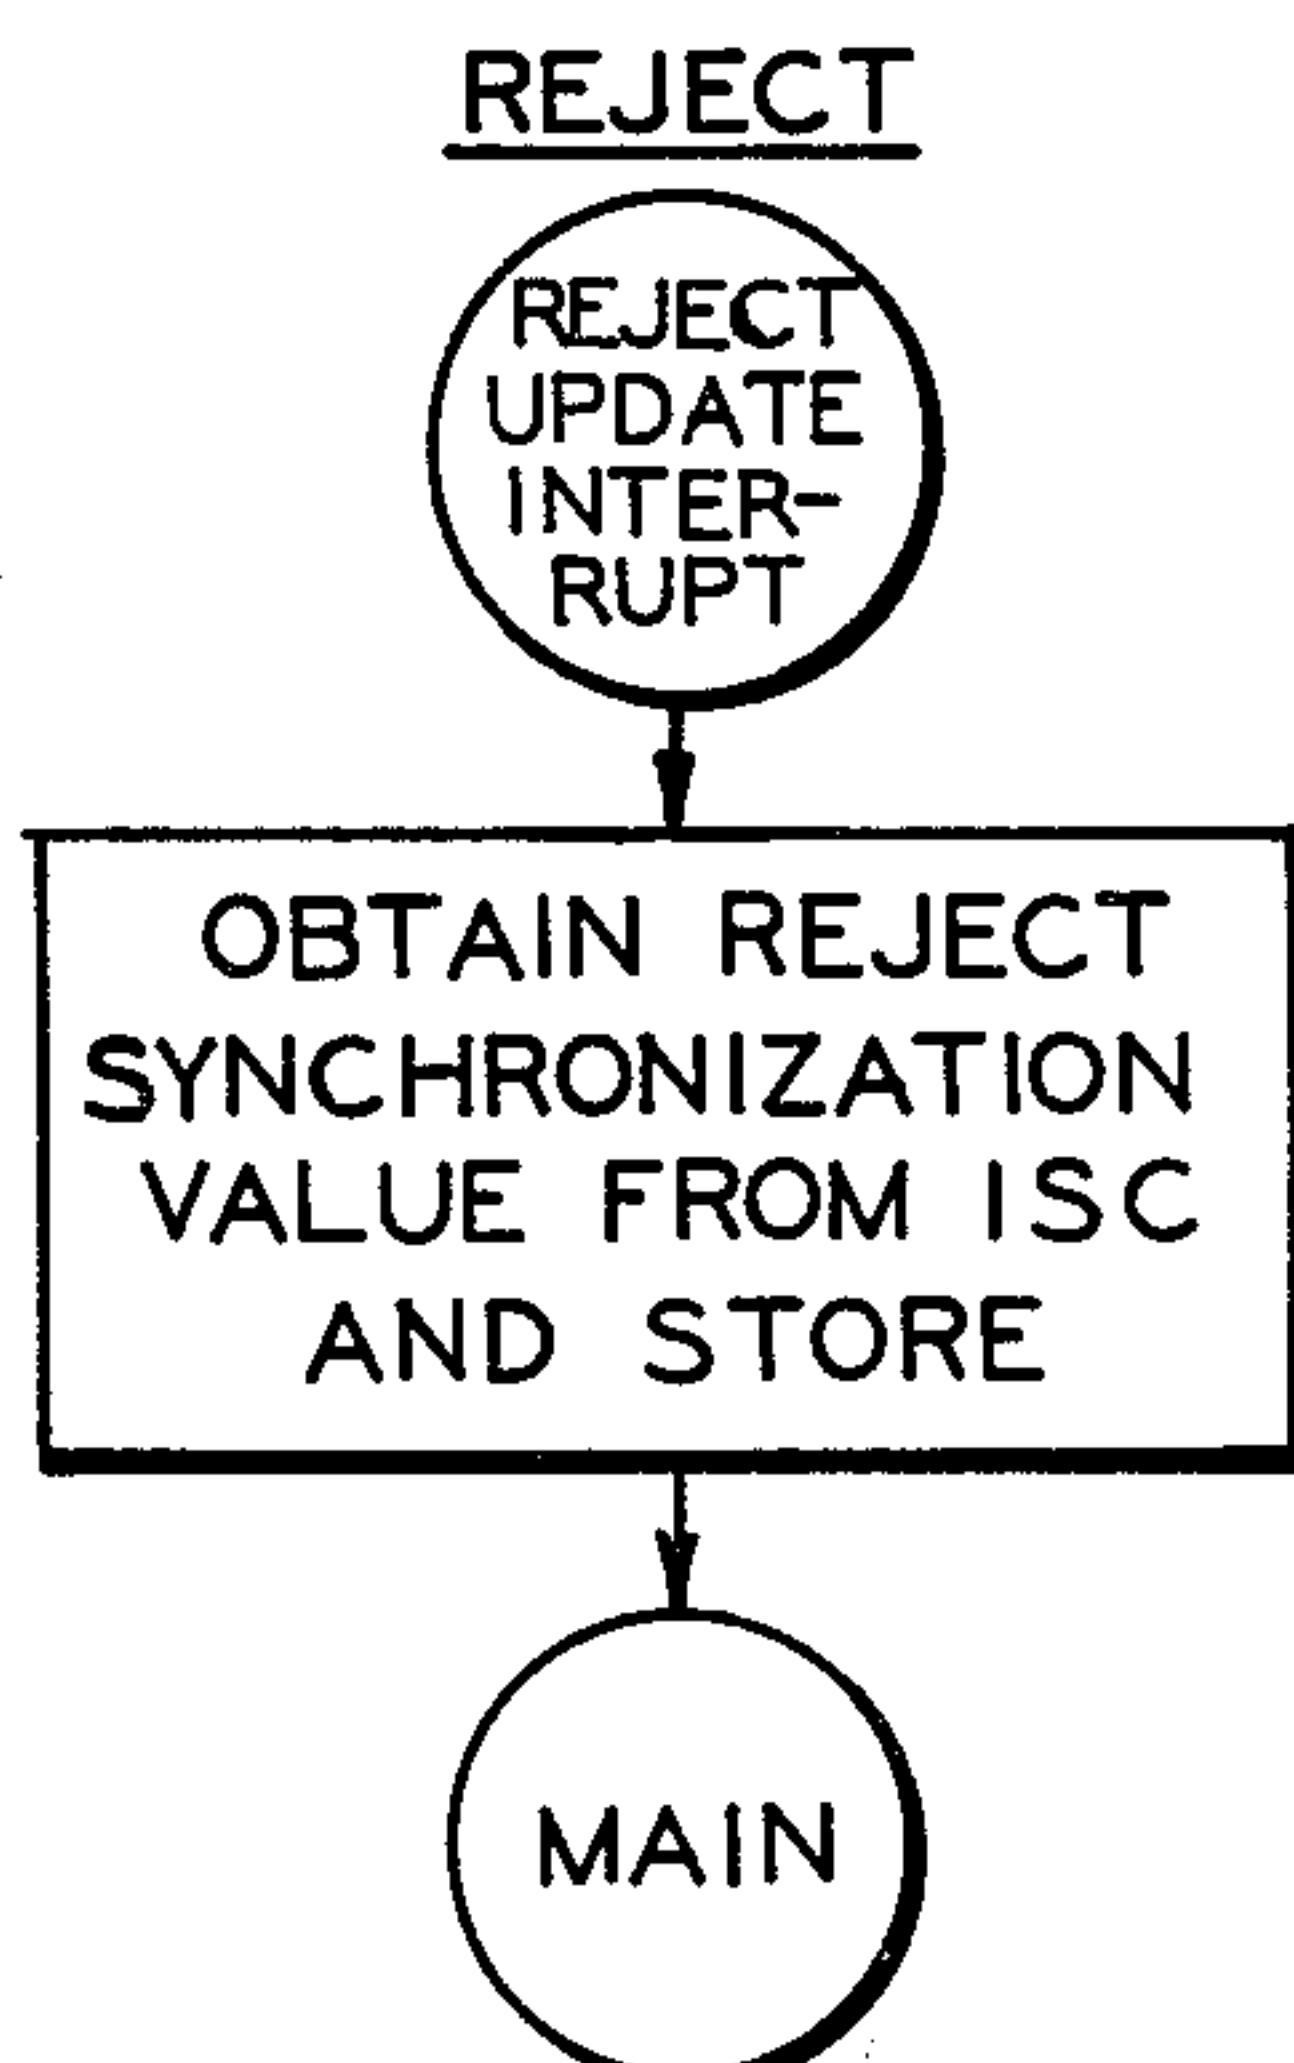 REJECT
REJECT
UPDATE
INTER-
RUPT
OBTAIN REJECT
SYNCHRONIZATION
VALUE FROM ISC
AND STORE
MAIN